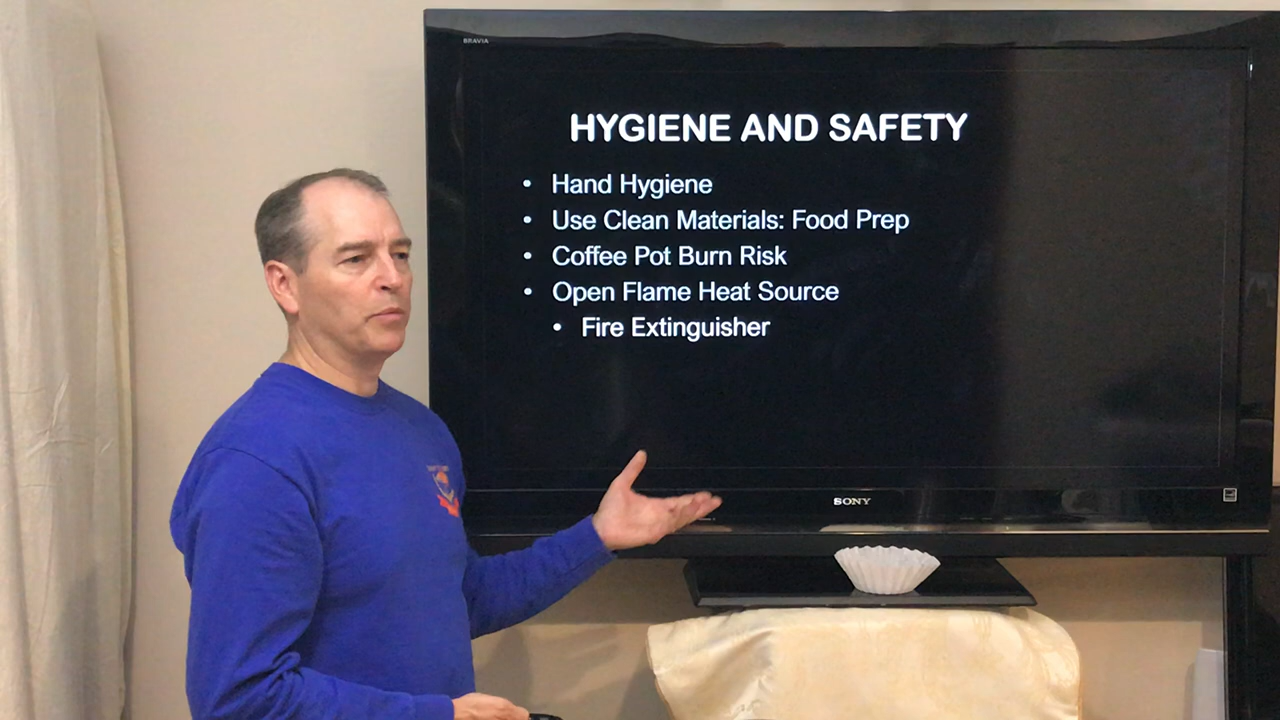 BRAVIA
HYGIENE AND SAFETY
• Hand Hygiene
• Use Clean Materials: Food Prep
• Coffee Pot Burn Risk
• Open Flame Heat Source
• Fire Extinguisher
SONY